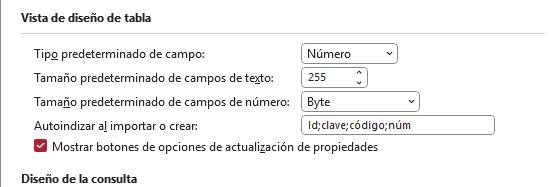 Vista de diseño de tabla
Tipo predeterminado de campo: Número
Tamaño predeterminado de campos de texto: 255
Tamaño predeterminado de campos de número: Byte
Autoindizar al importar o crear: Id;clave;código;núm
Mostrar botones de opciones de actualización de propiedades
Diseño de la consulta